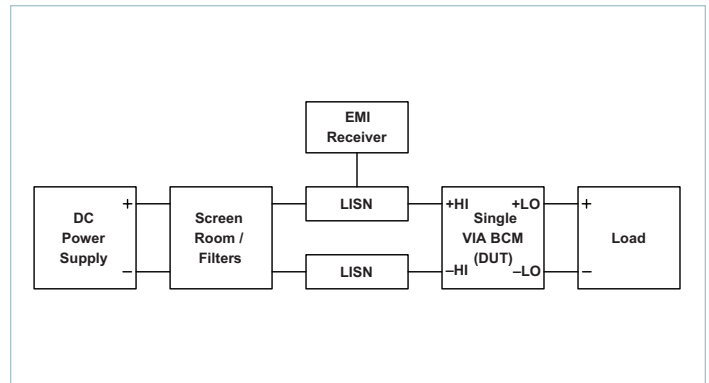 EMI
Receiver
DC
Power
Supply
+
–
Screen
Room /
Filters
LISN
LISN
+HI
–HI
Single
VIA BCM
(DUT)
+LO
–LO
+
–
Load